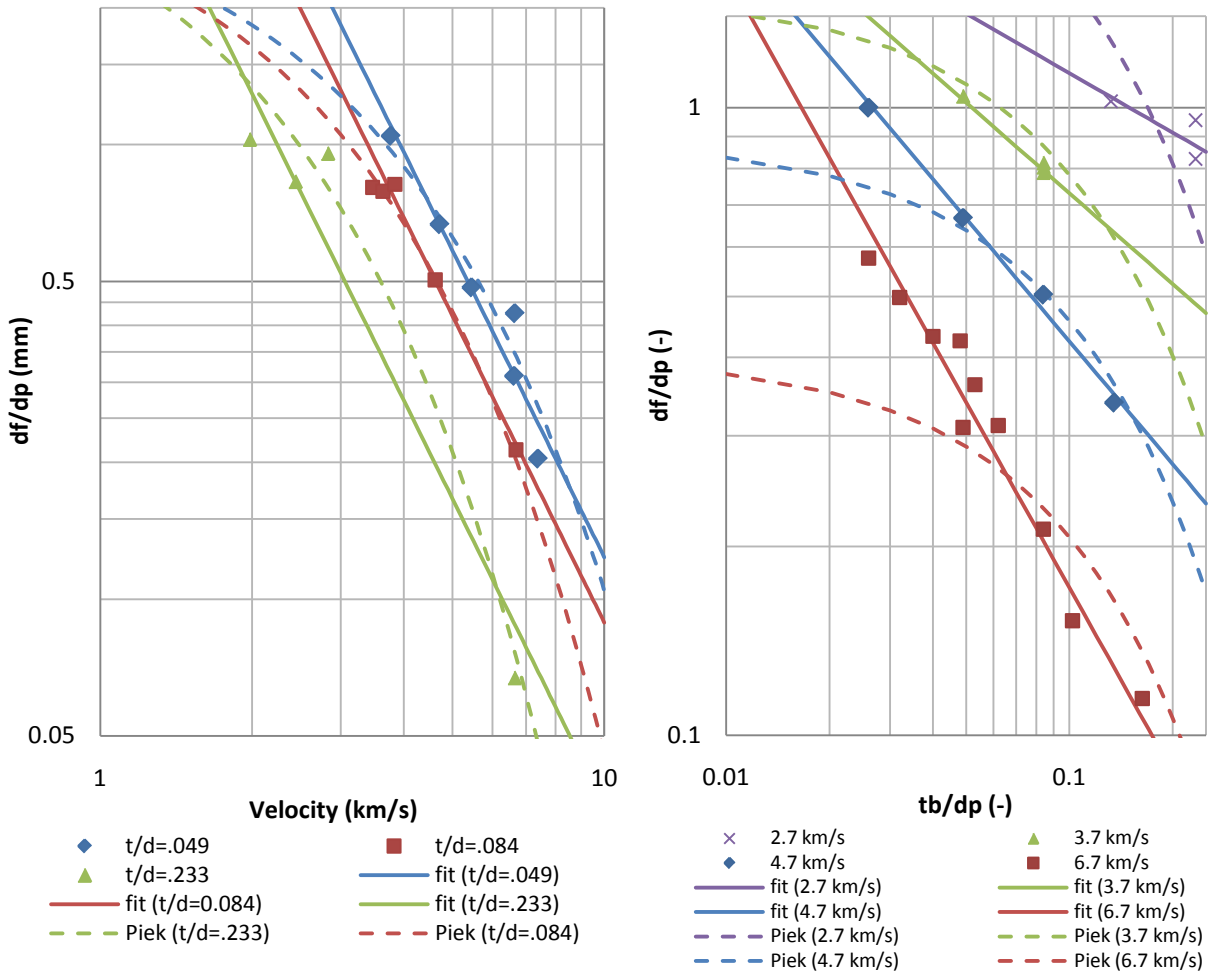 df/dp (mm)
0.5
0.05
1
10
Velocity (km/s)
t/d=.049
t/d=.084
t/d=.233
fit (t/d=.049)
fit (t/d=0.084)
fit (t/d=.233)
Piek (t/d=.233)
Piek (t/d=.084)
df/dp (-)
1
0.1
0.01
0.1
tb/dp (-)
2.7 km/s
3.7 km/s
4.7 km/s
6.7 km/s
fit (2.7 km/s)
fit (3.7 km/s)
fit (4.7 km/s)
fit (6.7 km/s)
Piek (2.7 km/s)
Piek (3.7 km/s)
Piek (4.7 km/s)
Piek (6.7 km/s)